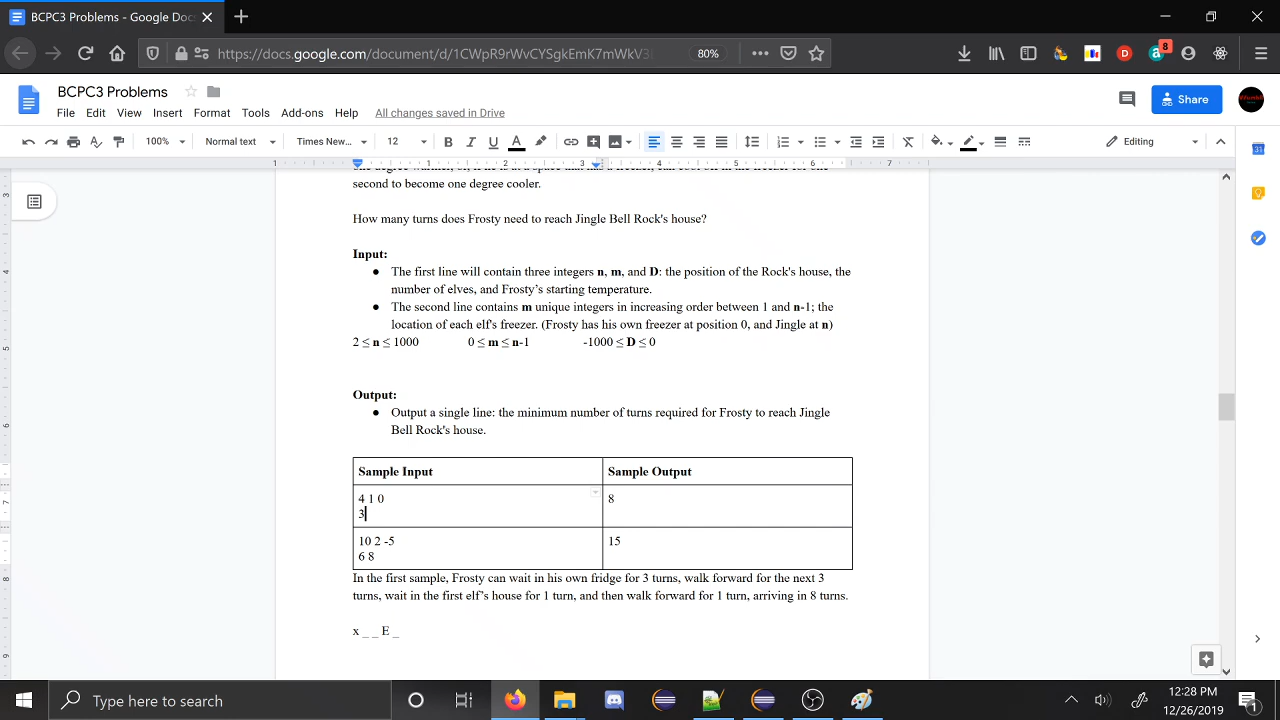 BCPC3 Problems - Google Doc
https://docs.google.com/document/d/
80%
8
BCPC3 Problems
File Edit View Insert Format Tools Add-ons Help All changes saved in Drive
Share
100% Normal text Times New... 12 B I U A Editing
1 1 2 3 4 5 6 7
second to become one degree cooler.
How many turns does Frosty need to reach Jingle Bell Rock's house?
Input:
● The first line will contain three integers n, m, and D: the position of the Rock's house, the
number of elves, and Frosty's starting temperature.
● The second line contains m unique integers in increasing order between 1 and n-1; the
location of each elf's freezer. (Frosty has his own freezer at position 0, and Jingle at n)
2 ≤ n ≤ 1000 0 ≤ m ≤ n-1 -1000 ≤ D ≤ 0
Output:
● Output a single line: the minimum number of turns required for Frosty to reach Jingle
Bell Rock's house.
Sample Input Sample Output
4 1 0 8
3
10 2 -5 15
6 8
In the first sample, Frosty can wait in his own fridge for 3 turns, walk forward for the next 3
turns, wait in the first elf's house for 1 turn, and then walk forward for 1 turn, arriving in 8 turns.
x _ _ E _
Type here to search
12:28 PM
12/26/2019
1